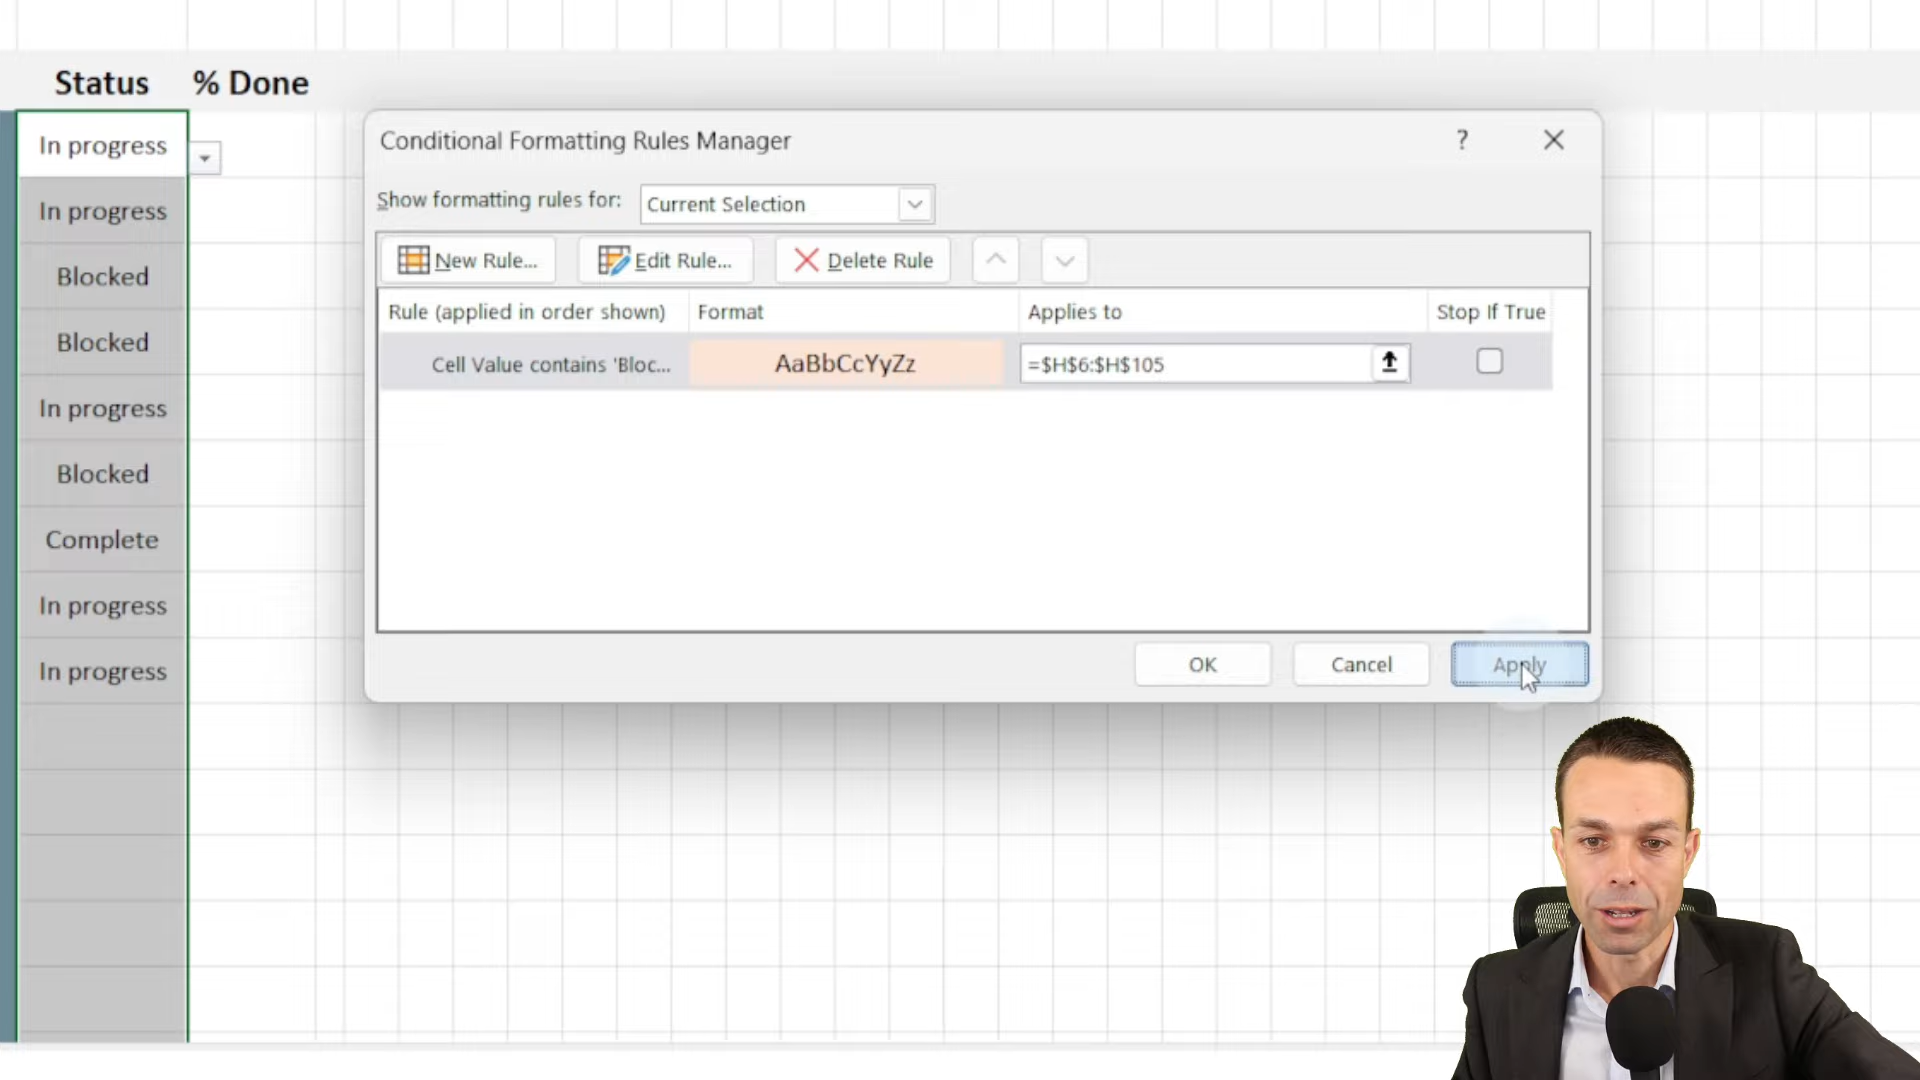 Status % Done
In progress
In progress
Blocked
Blocked
In progress
Blocked
Complete
In progress
In progress
Conditional Formatting Rules Manager ?
Show formatting rules for: Current Selection
New Rule... Edit Rule... Delete Rule
Rule (applied in order shown) Format Applies to Stop If True
Cell Value contains 'Bloc... AaBbCcYyZz =$H$6:$H$105
OK Cancel Apply